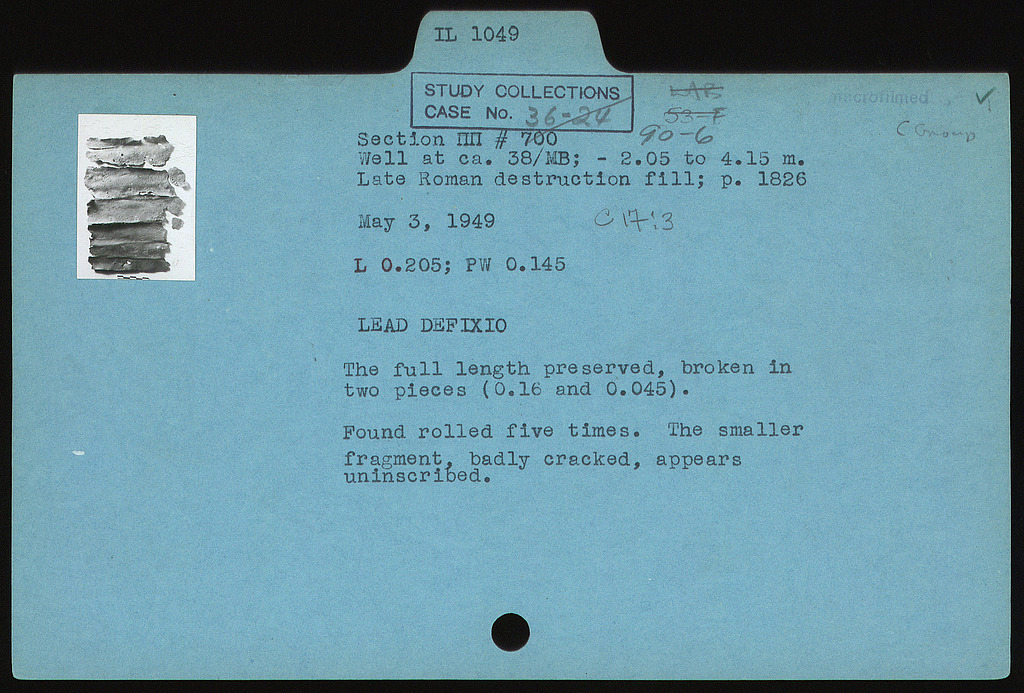 IL 1049
STUDY COLLECTIONS
CASE No. 36-24
LAB
53-F
90-6
microfilmed ✓
C Group
Section ΠΠ # 700
Well at ca. 38/MB; - 2.05 to 4.15 m.
Late Roman destruction fill; p. 1826
May 3, 1949
C 17:3
L 0.205; PW 0.145
LEAD DEFIXIO
The full length preserved, broken in
two pieces (0.16 and 0.045).
Found rolled five times. The smaller
fragment, badly cracked, appears
uninscribed.